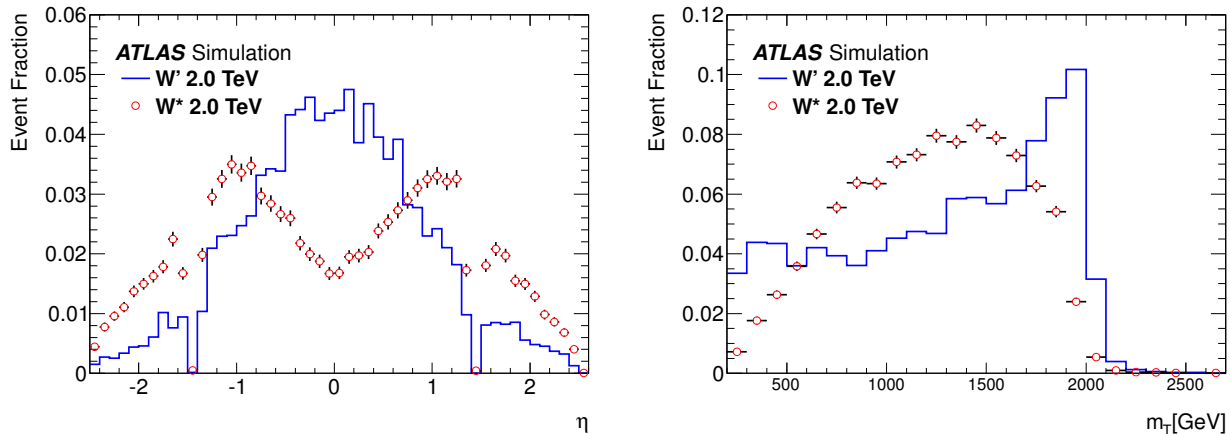 Event Fraction
0.06
0.05
0.04
0.03
0.02
0.01
0
ATLAS Simulation
W' 2.0 TeV
W* 2.0 TeV
-2 -1 0 1 2
η
Event Fraction
0.12
0.1
0.08
0.06
0.04
0.02
0
ATLAS Simulation
W' 2.0 TeV
W* 2.0 TeV
500 1000 1500 2000 2500
m_T[GeV]